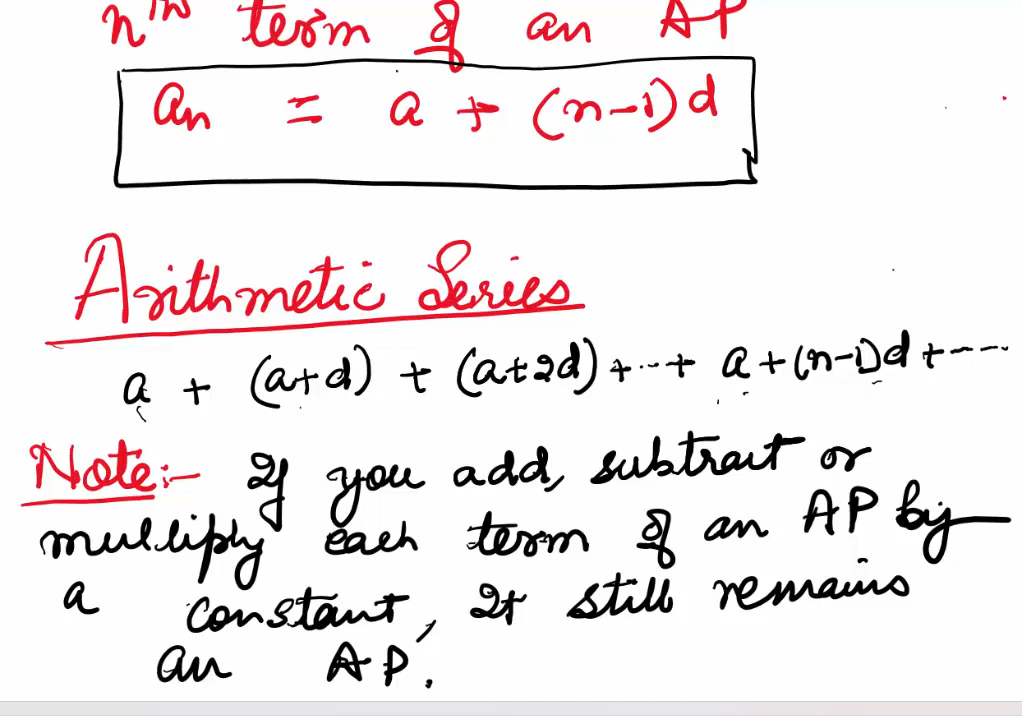 nth term of an AP
an = a + (n-1)d
Arithmetic Series
a + (a+d) + (a+2d) + ... + a + (n-1)d + ----
Note:- If you add, subtract or
multiply each term of an AP by
a constant, It still remains
an AP.